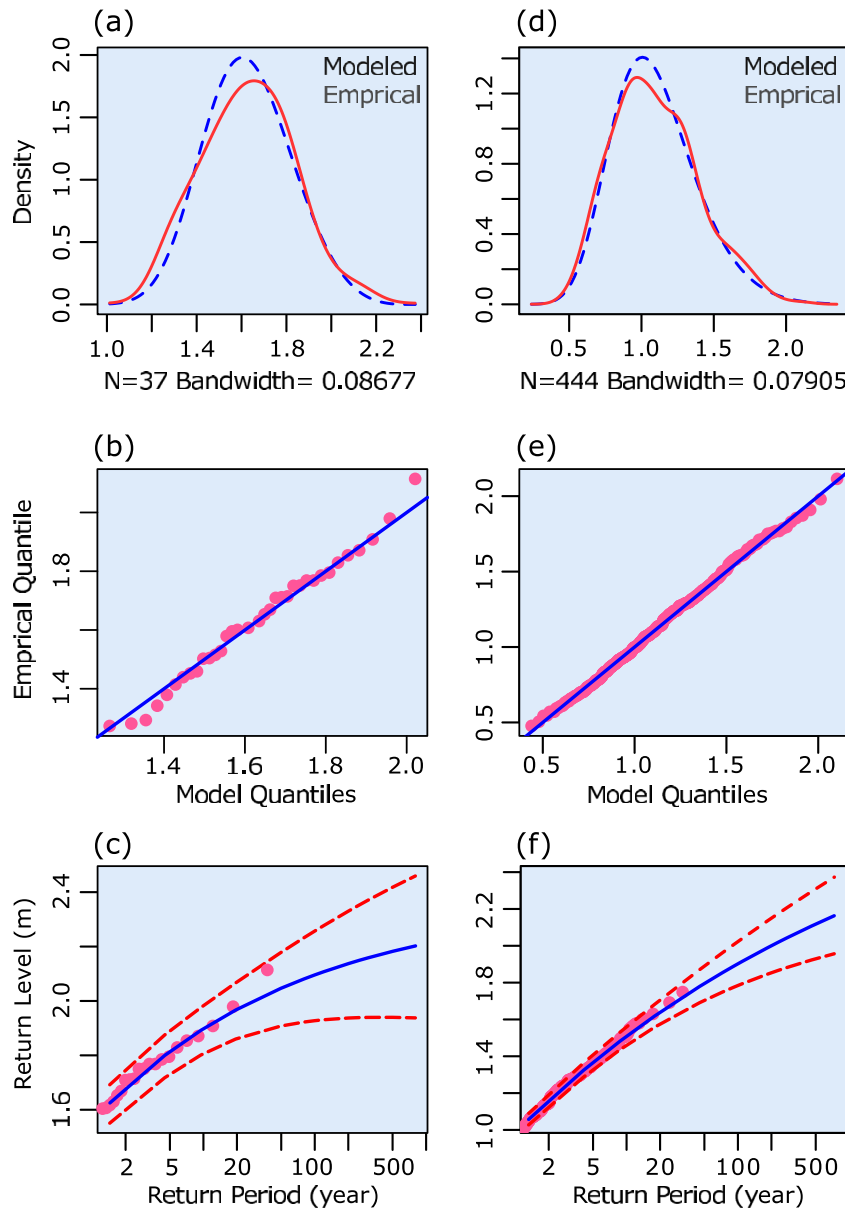 (a)
Density
0.0 0.5 1.0 1.5 2.0
Modeled
Emprical
1.0 1.4 1.8 2.2
N=37 Bandwidth= 0.08677
(d)
0.0 0.4 0.8 1.2
Modeled
Emprical
0.5 1.0 1.5 2.0
N=444 Bandwidth= 0.07905
(b)
Emprical Quantile
1.4 1.8
1.4 1.6 1.8 2.0
Model Quantiles
(e)
0.5 1.0 1.5 2.0
0.5 1.0 1.5 2.0
Model Quantiles
(c)
Return Level (m)
1.6 2.0 2.4
2 5 20 100 500
Return Period (year)
(f)
1.0 1.4 1.8 2.2
2 5 20 100 500
Return Period (year)